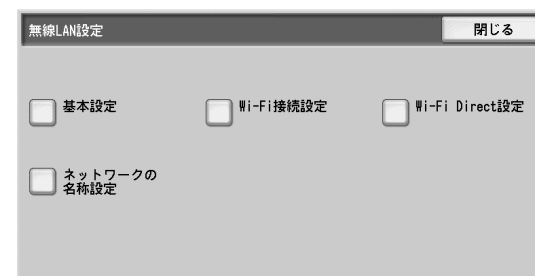 無線LAN設定
閉じる
基本設定
Wi-Fi接続設定
Wi-Fi Direct設定
ネットワークの
名称設定